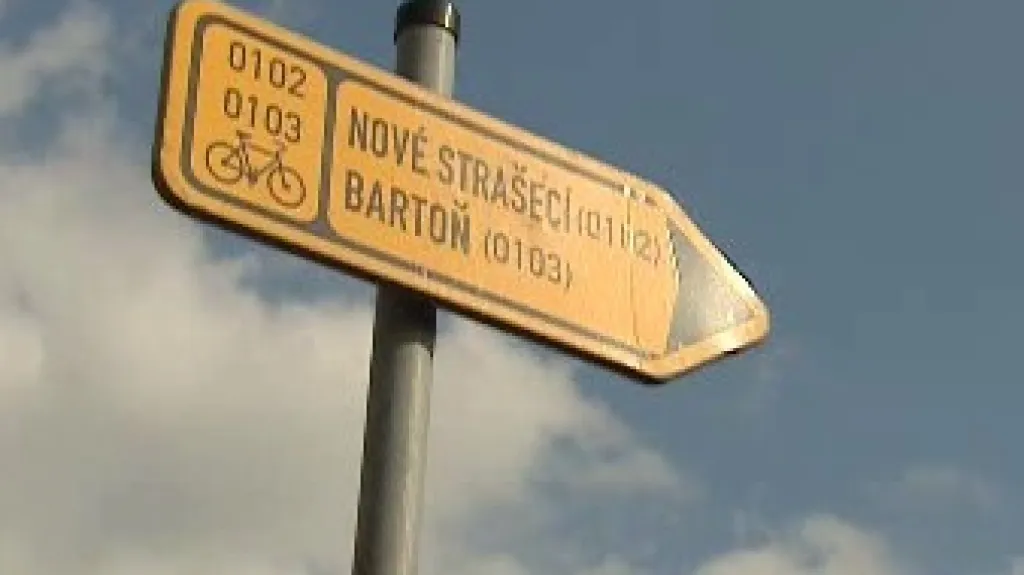 0102
0103
NOVÉ STRAŠECÍ (0102)
BARTOŇ (0103)